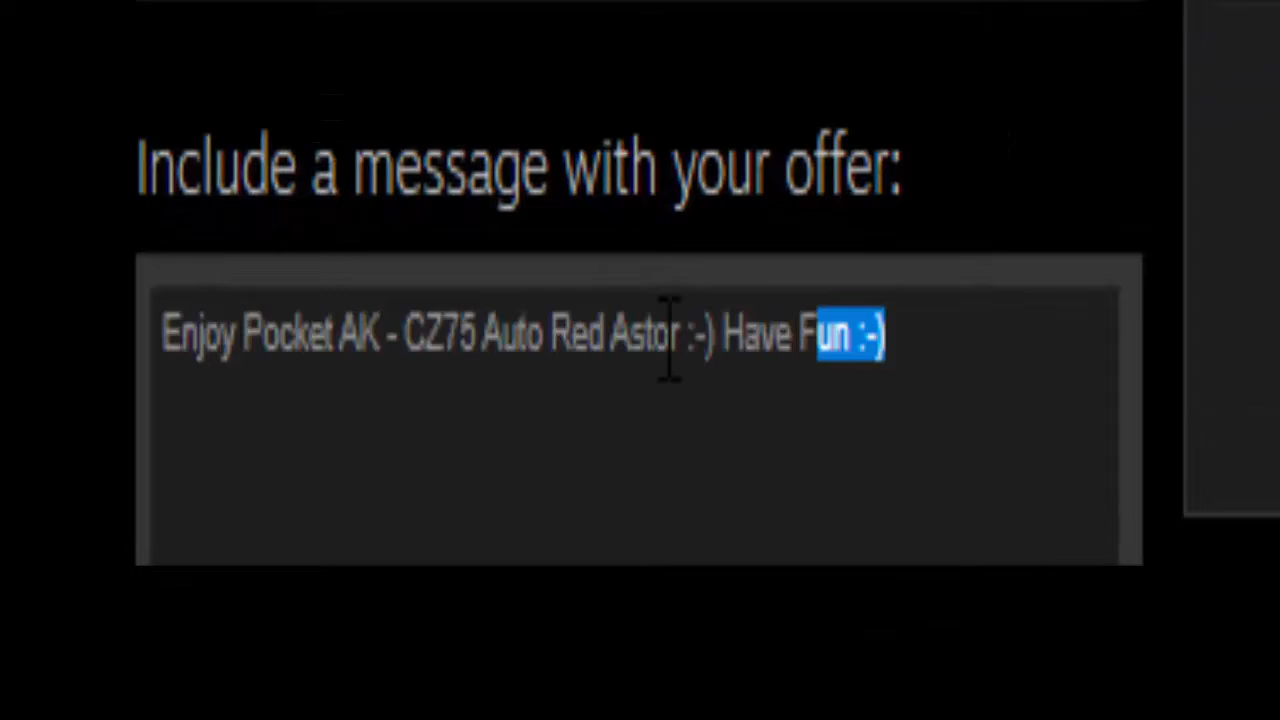 Include a message with your offer:
Enjoy Pocket AK - CZ75 Auto Red Astor :-) Have Fun :-)